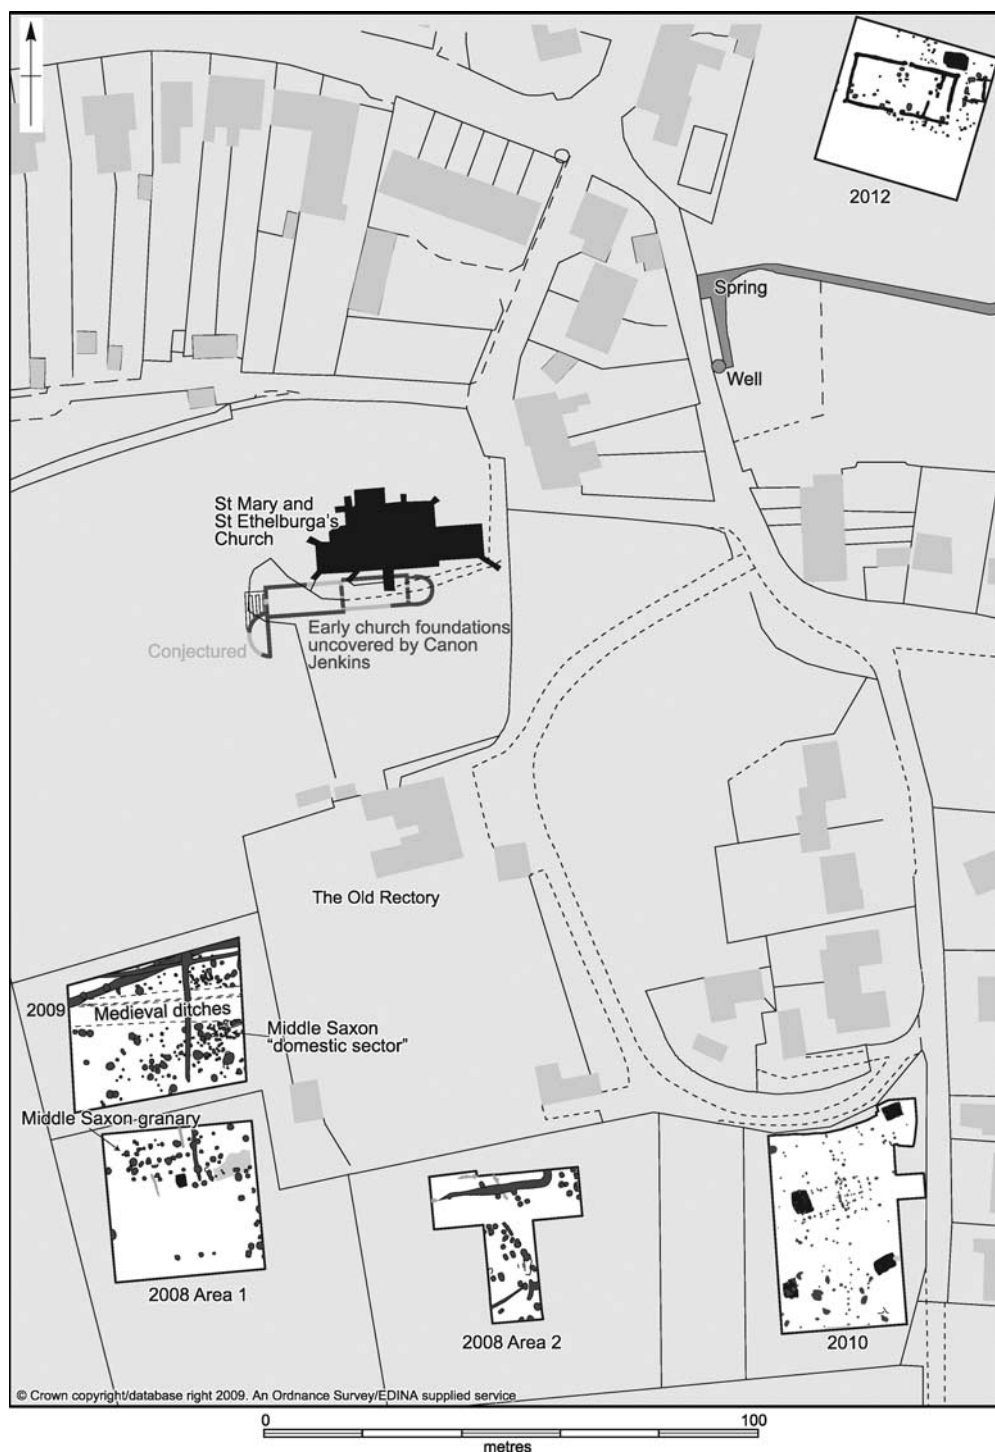 2012
Spring
Well
St Mary and
St Ethelburga's
Church
Early church foundations
uncovered by Canon
Jenkins
Conjectured
The Old Rectory
2009
Medieval ditches
Middle Saxon
"domestic sector"
Middle Saxon granary
2008 Area 1
2008 Area 2
2010
© Crown copyright/database right 2009. An Ordnance Survey/EDINA supplied service
0 100
metres